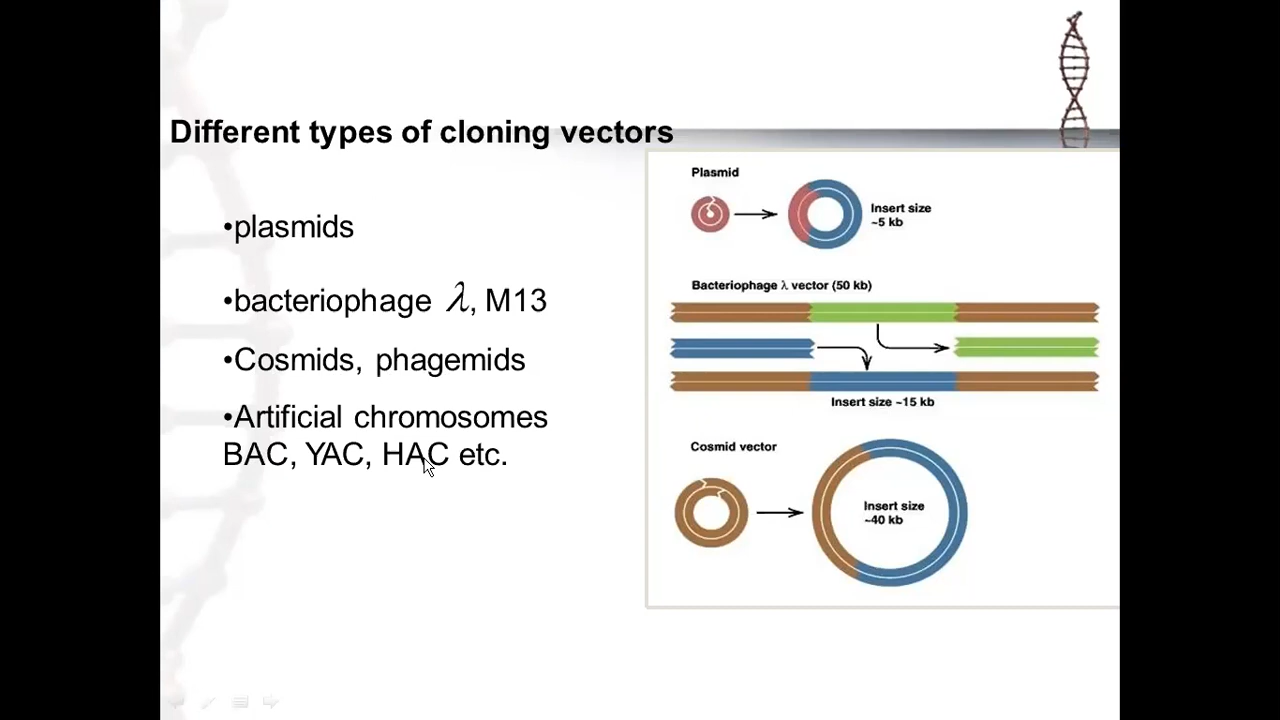 Different types of cloning vectors
•plasmids
•bacteriophage λ, M13
•Cosmids, phagemids
•Artificial chromosomes
BAC, YAC, HAC etc.
Plasmid
Insert size
~5 kb
Bacteriophage λ vector (50 kb)
Insert size ~15 kb
Cosmid vector
Insert size
~40 kb